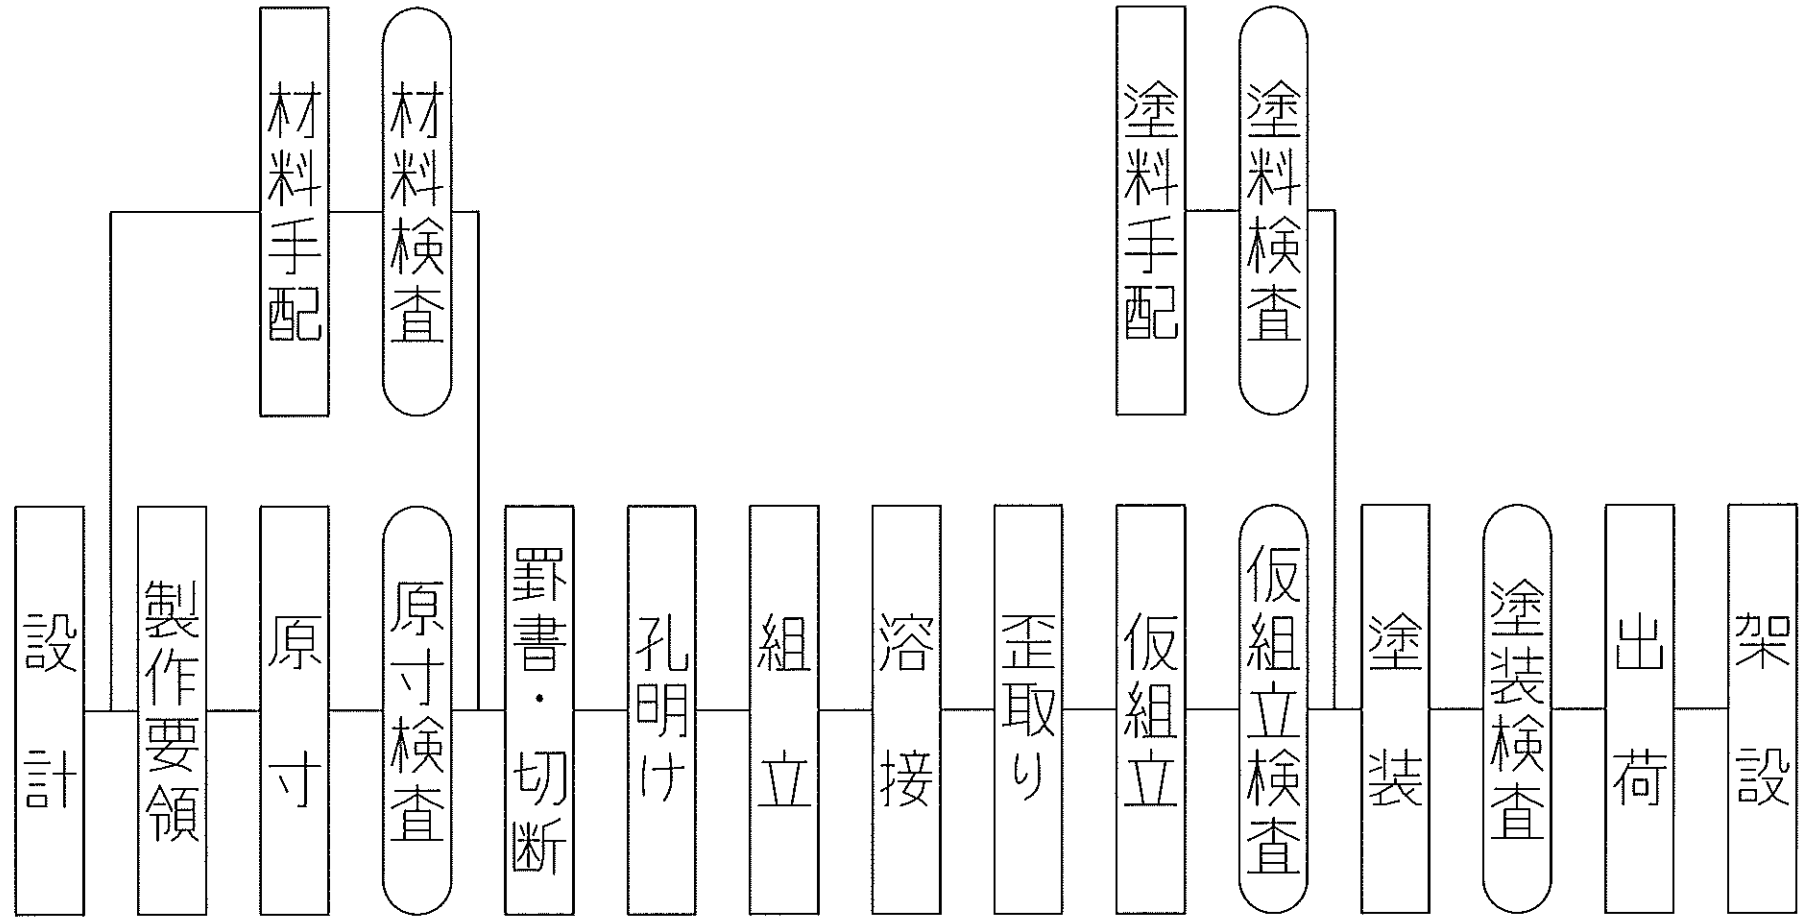 材料手配
材料検査
塗料手配
塗料検査
設計
製作要領
原寸
原寸検査
罫書・切断
孔明け
組立
溶接
歪取り
仮組立
仮組立検査
塗装
塗装検査
出荷
架設